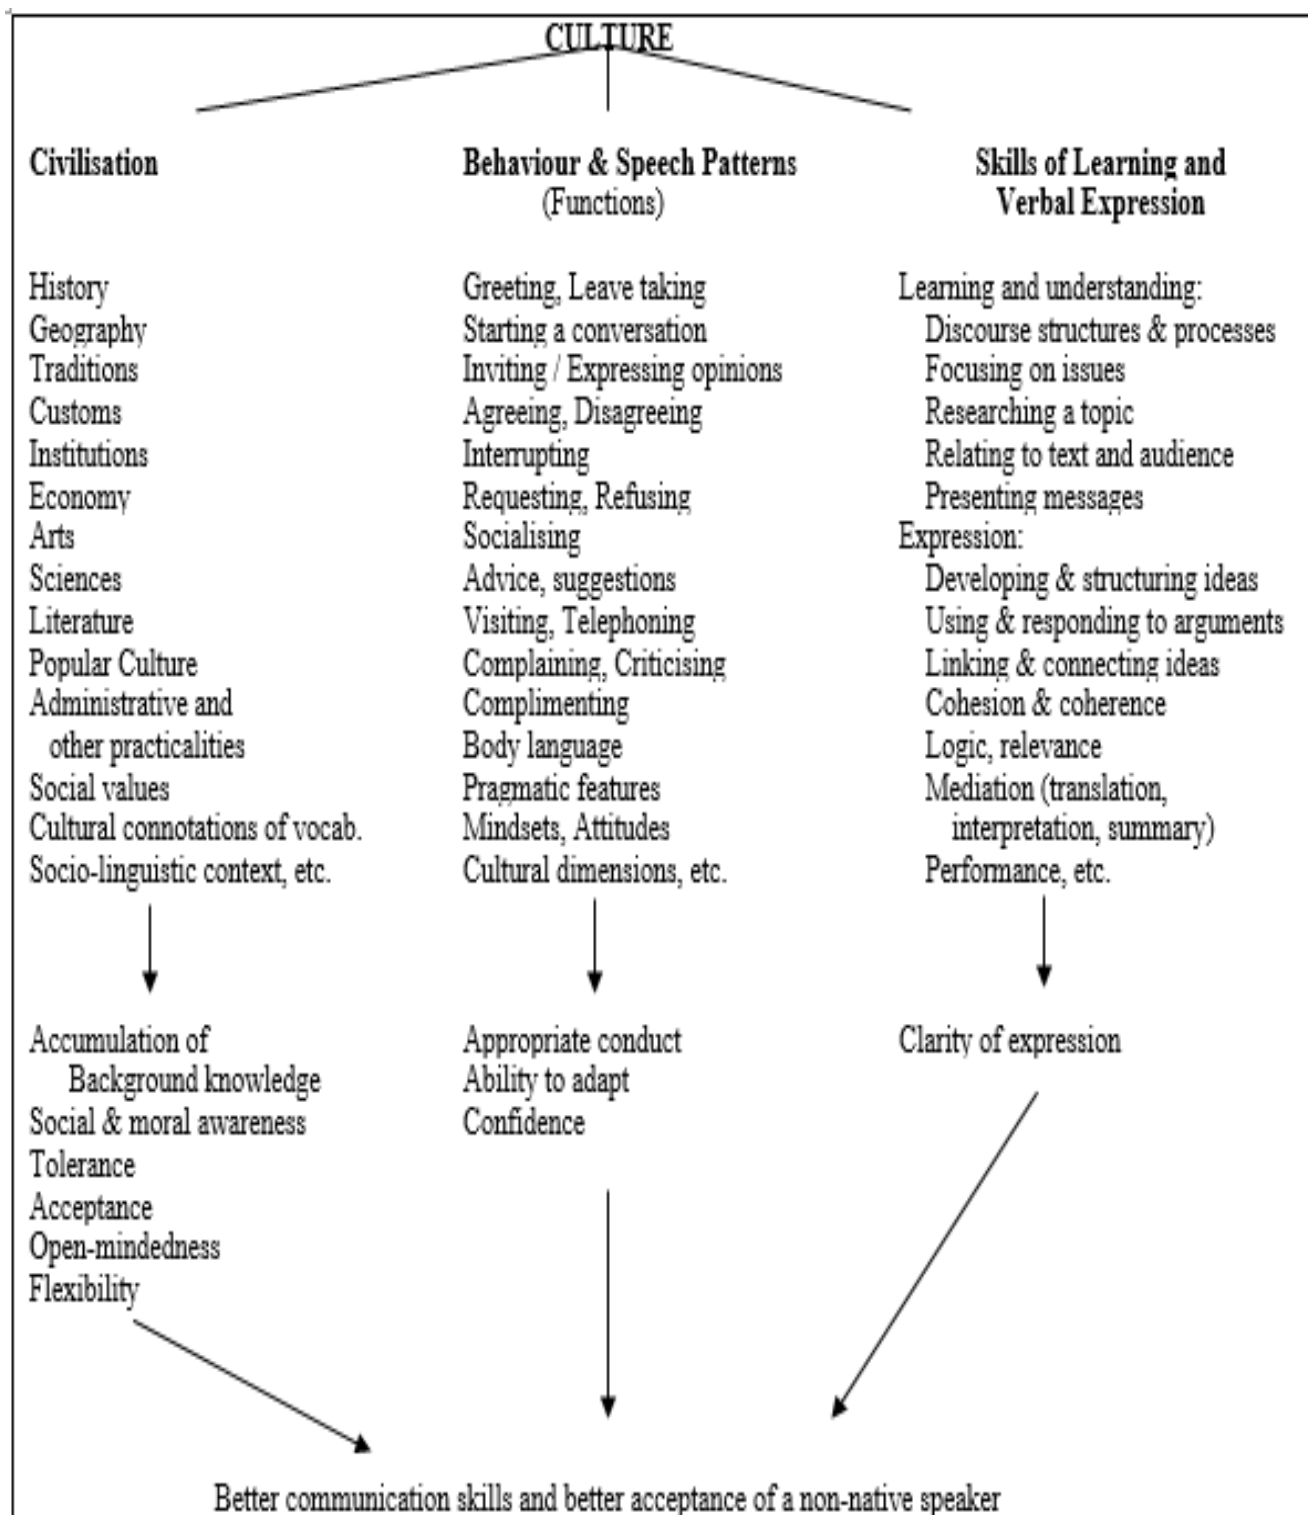 CULTURE
Civilisation
Behaviour & Speech Patterns
(Functions)
Skills of Learning and
Verbal Expression
History
Geography
Traditions
Customs
Institutions
Economy
Arts
Sciences
Literature
Popular Culture
Administrative and
other practicalities
Social values
Cultural connotations of vocab.
Socio-linguistic context, etc.
Greeting, Leave taking
Starting a conversation
Inviting / Expressing opinions
Agreeing, Disagreeing
Interrupting
Requesting, Refusing
Socialising
Advice, suggestions
Visiting, Telephoning
Complaining, Criticising
Complimenting
Body language
Pragmatic features
Mindsets, Attitudes
Cultural dimensions, etc.
Learning and understanding:
Discourse structures & processes
Focusing on issues
Researching a topic
Relating to text and audience
Presenting messages
Expression:
Developing & structuring ideas
Using & responding to arguments
Linking & connecting ideas
Cohesion & coherence
Logic, relevance
Mediation (translation,
interpretation, summary)
Performance, etc.
Accumulation of
Background knowledge
Social & moral awareness
Tolerance
Acceptance
Open-mindedness
Flexibility
Appropriate conduct
Ability to adapt
Confidence
Clarity of expression
Better communication skills and better acceptance of a non-native speaker